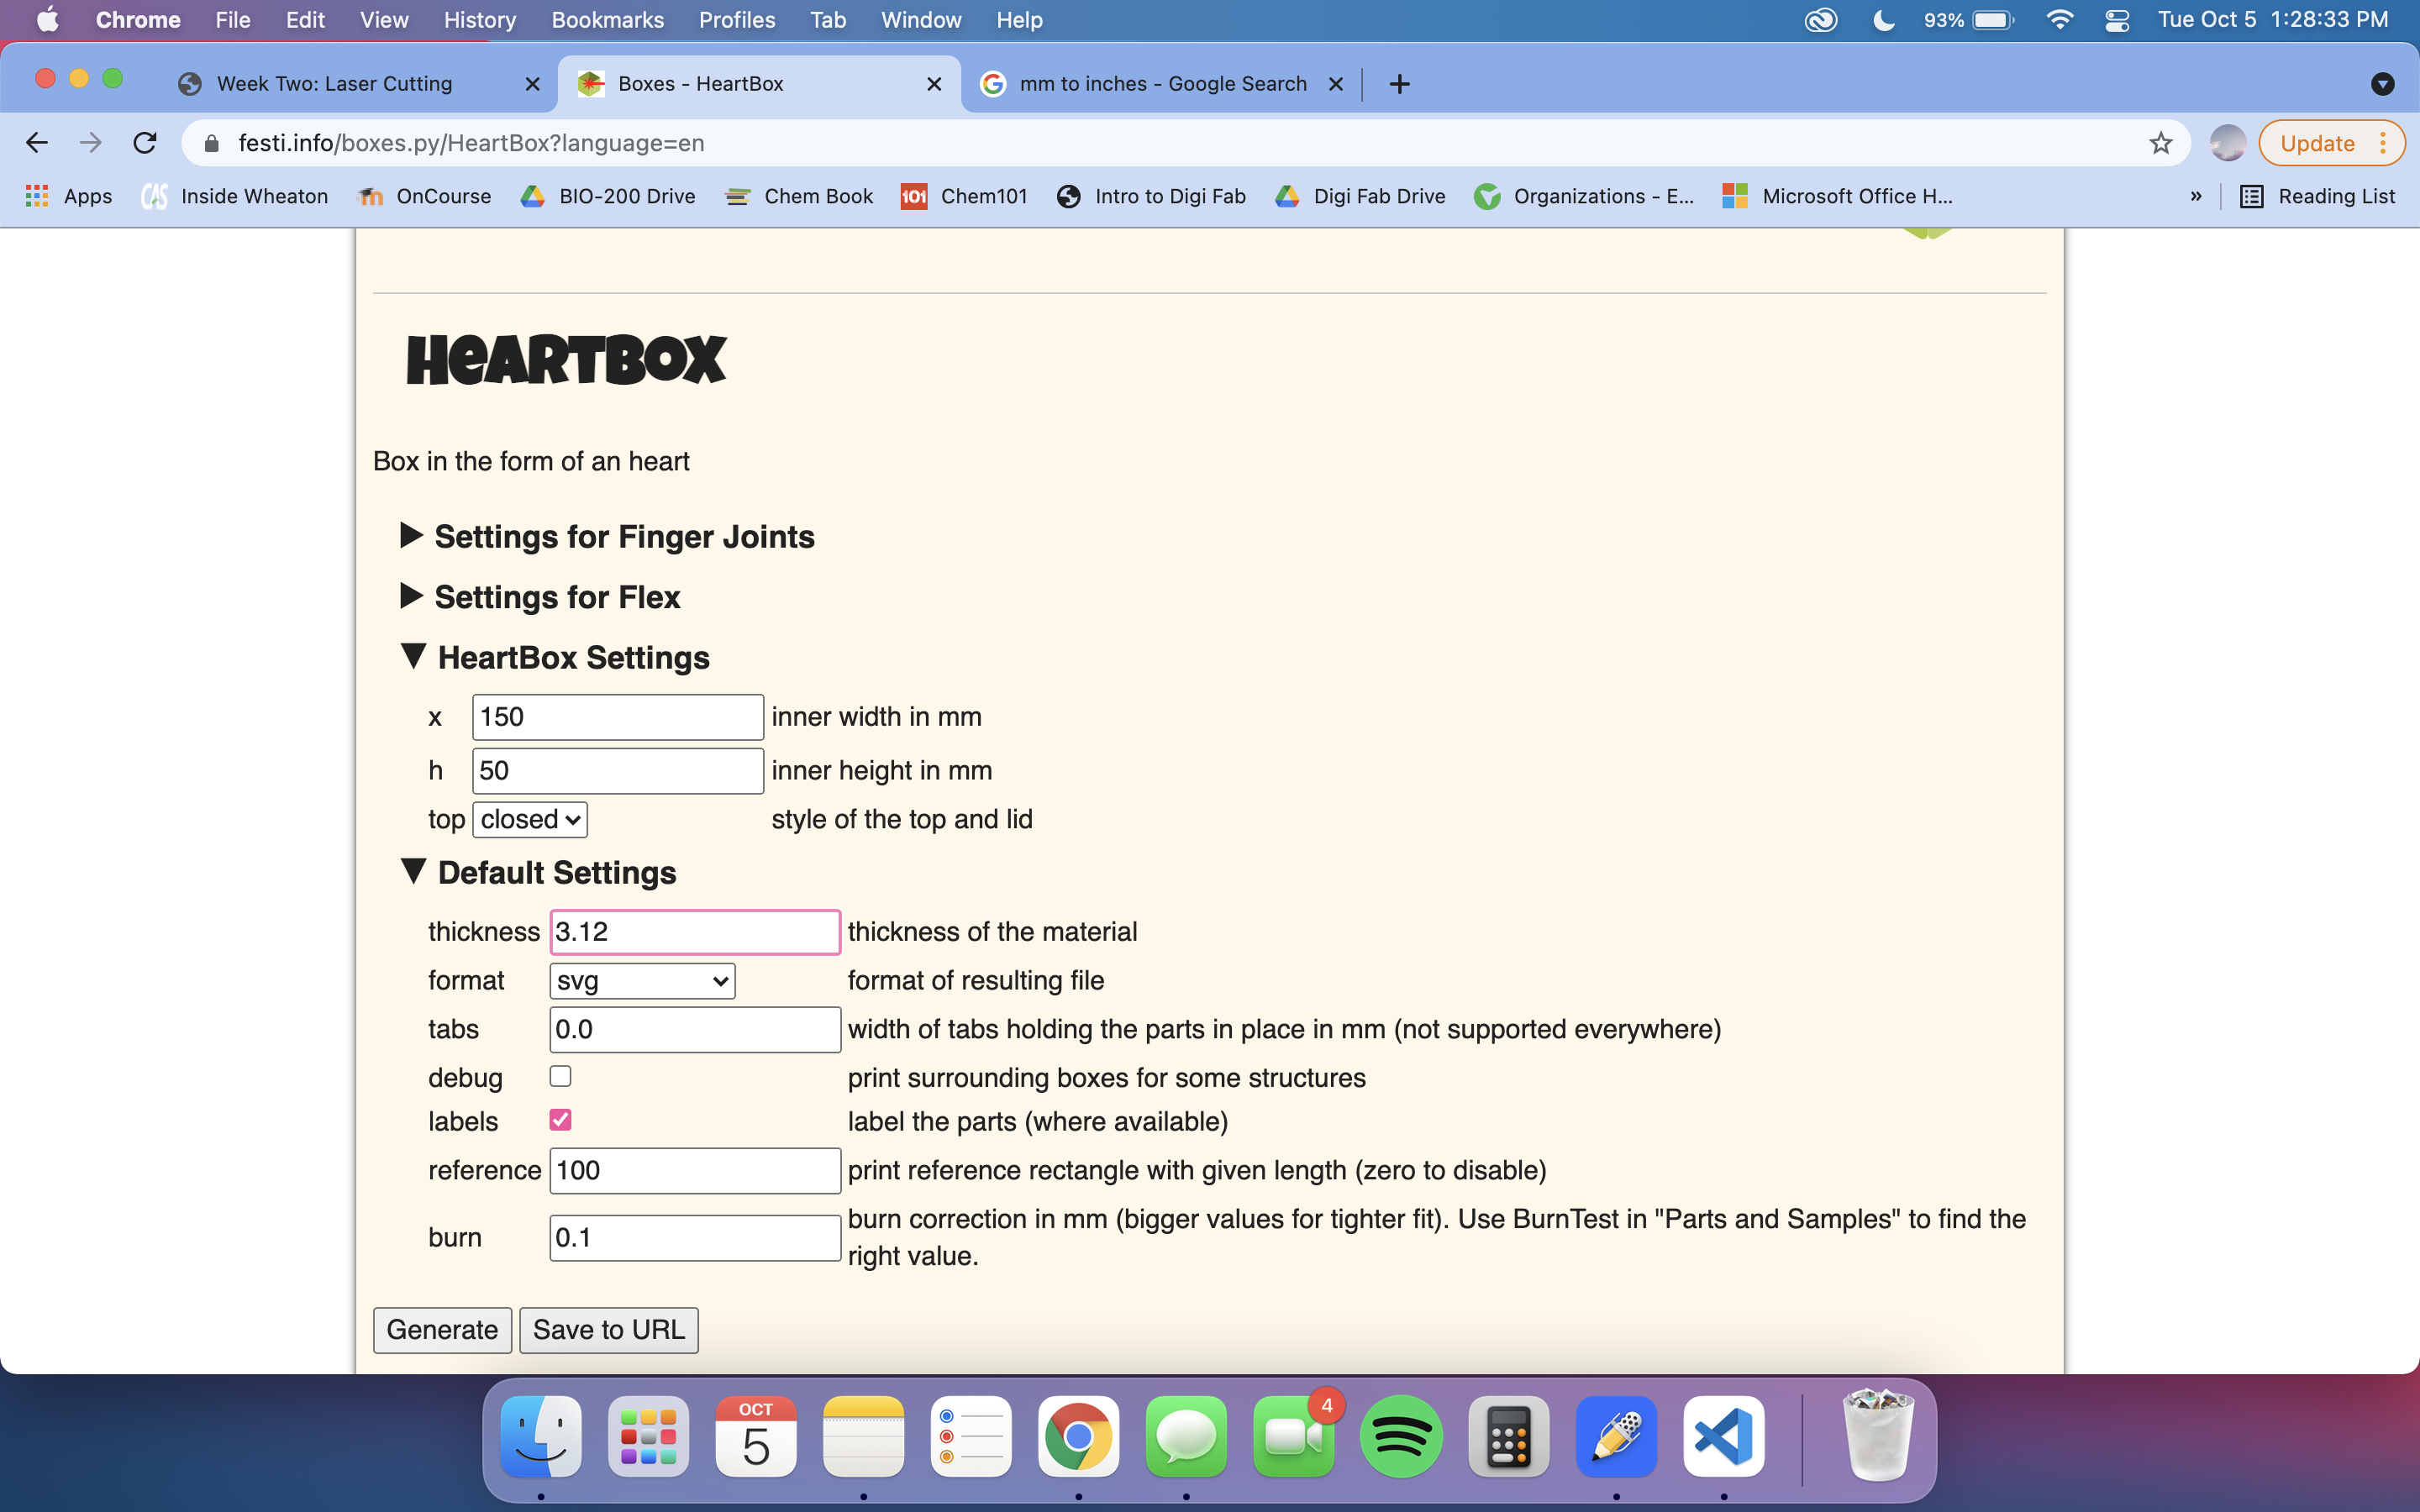 Chrome File Edit View History Bookmarks Profiles Tab Window Help 93% Tue Oct 5 1:28:33 PM
Week Two: Laser Cutting Boxes - HeartBox mm to inches - Google Search
festi.info/boxes.py/HeartBox?language=en Update
Apps CAS Inside Wheaton OnCourse BIO-200 Drive Chem Book 101 Chem101 Intro to Digi Fab Digi Fab Drive Organizations - E... Microsoft Office H... » Reading List
HeartBox
Box in the form of an heart
Settings for Finger Joints
Settings for Flex
HeartBox Settings
x 150 inner width in mm
h 50 inner height in mm
top closed style of the top and lid
Default Settings
thickness 3.12 thickness of the material
format svg format of resulting file
tabs 0.0 width of tabs holding the parts in place in mm (not supported everywhere)
debug print surrounding boxes for some structures
labels label the parts (where available)
reference 100 print reference rectangle with given length (zero to disable)
burn 0.1 burn correction in mm (bigger values for tighter fit). Use BurnTest in "Parts and Samples" to find the
right value.
Generate Save to URL
OCT
5
4